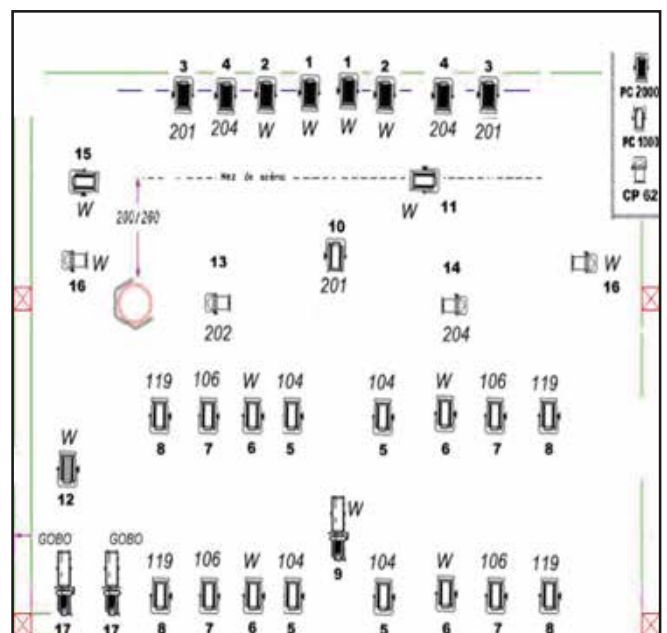 3 4 2 1 1 2 4 3
201 204 W W W W 204 201
PC 2000
PC 1000
CP 62
15
Nez de scène
W
11
W
200/260
10
201
W
16
13
202
14
204
W
16
119 106 W 104 104 W 106 119
8 7 6 5 5 6 7 8
W
12
W
9
GOBO GOBO
119 106 W 104 104 W 106 119
17 17 8 7 6 5 5 6 7 8